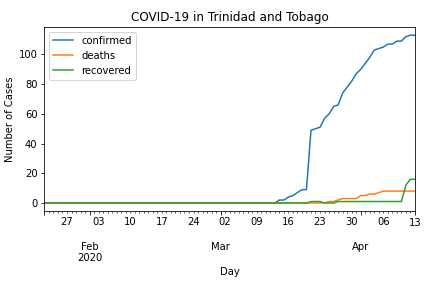 COVID-19 in Trinidad and Tobago
confirmed
deaths
recovered
Number of Cases
100
80
60
40
20
0
27 03 10 17 24 02 09 16 23 30 06 13
Feb Mar Apr
2020
Day